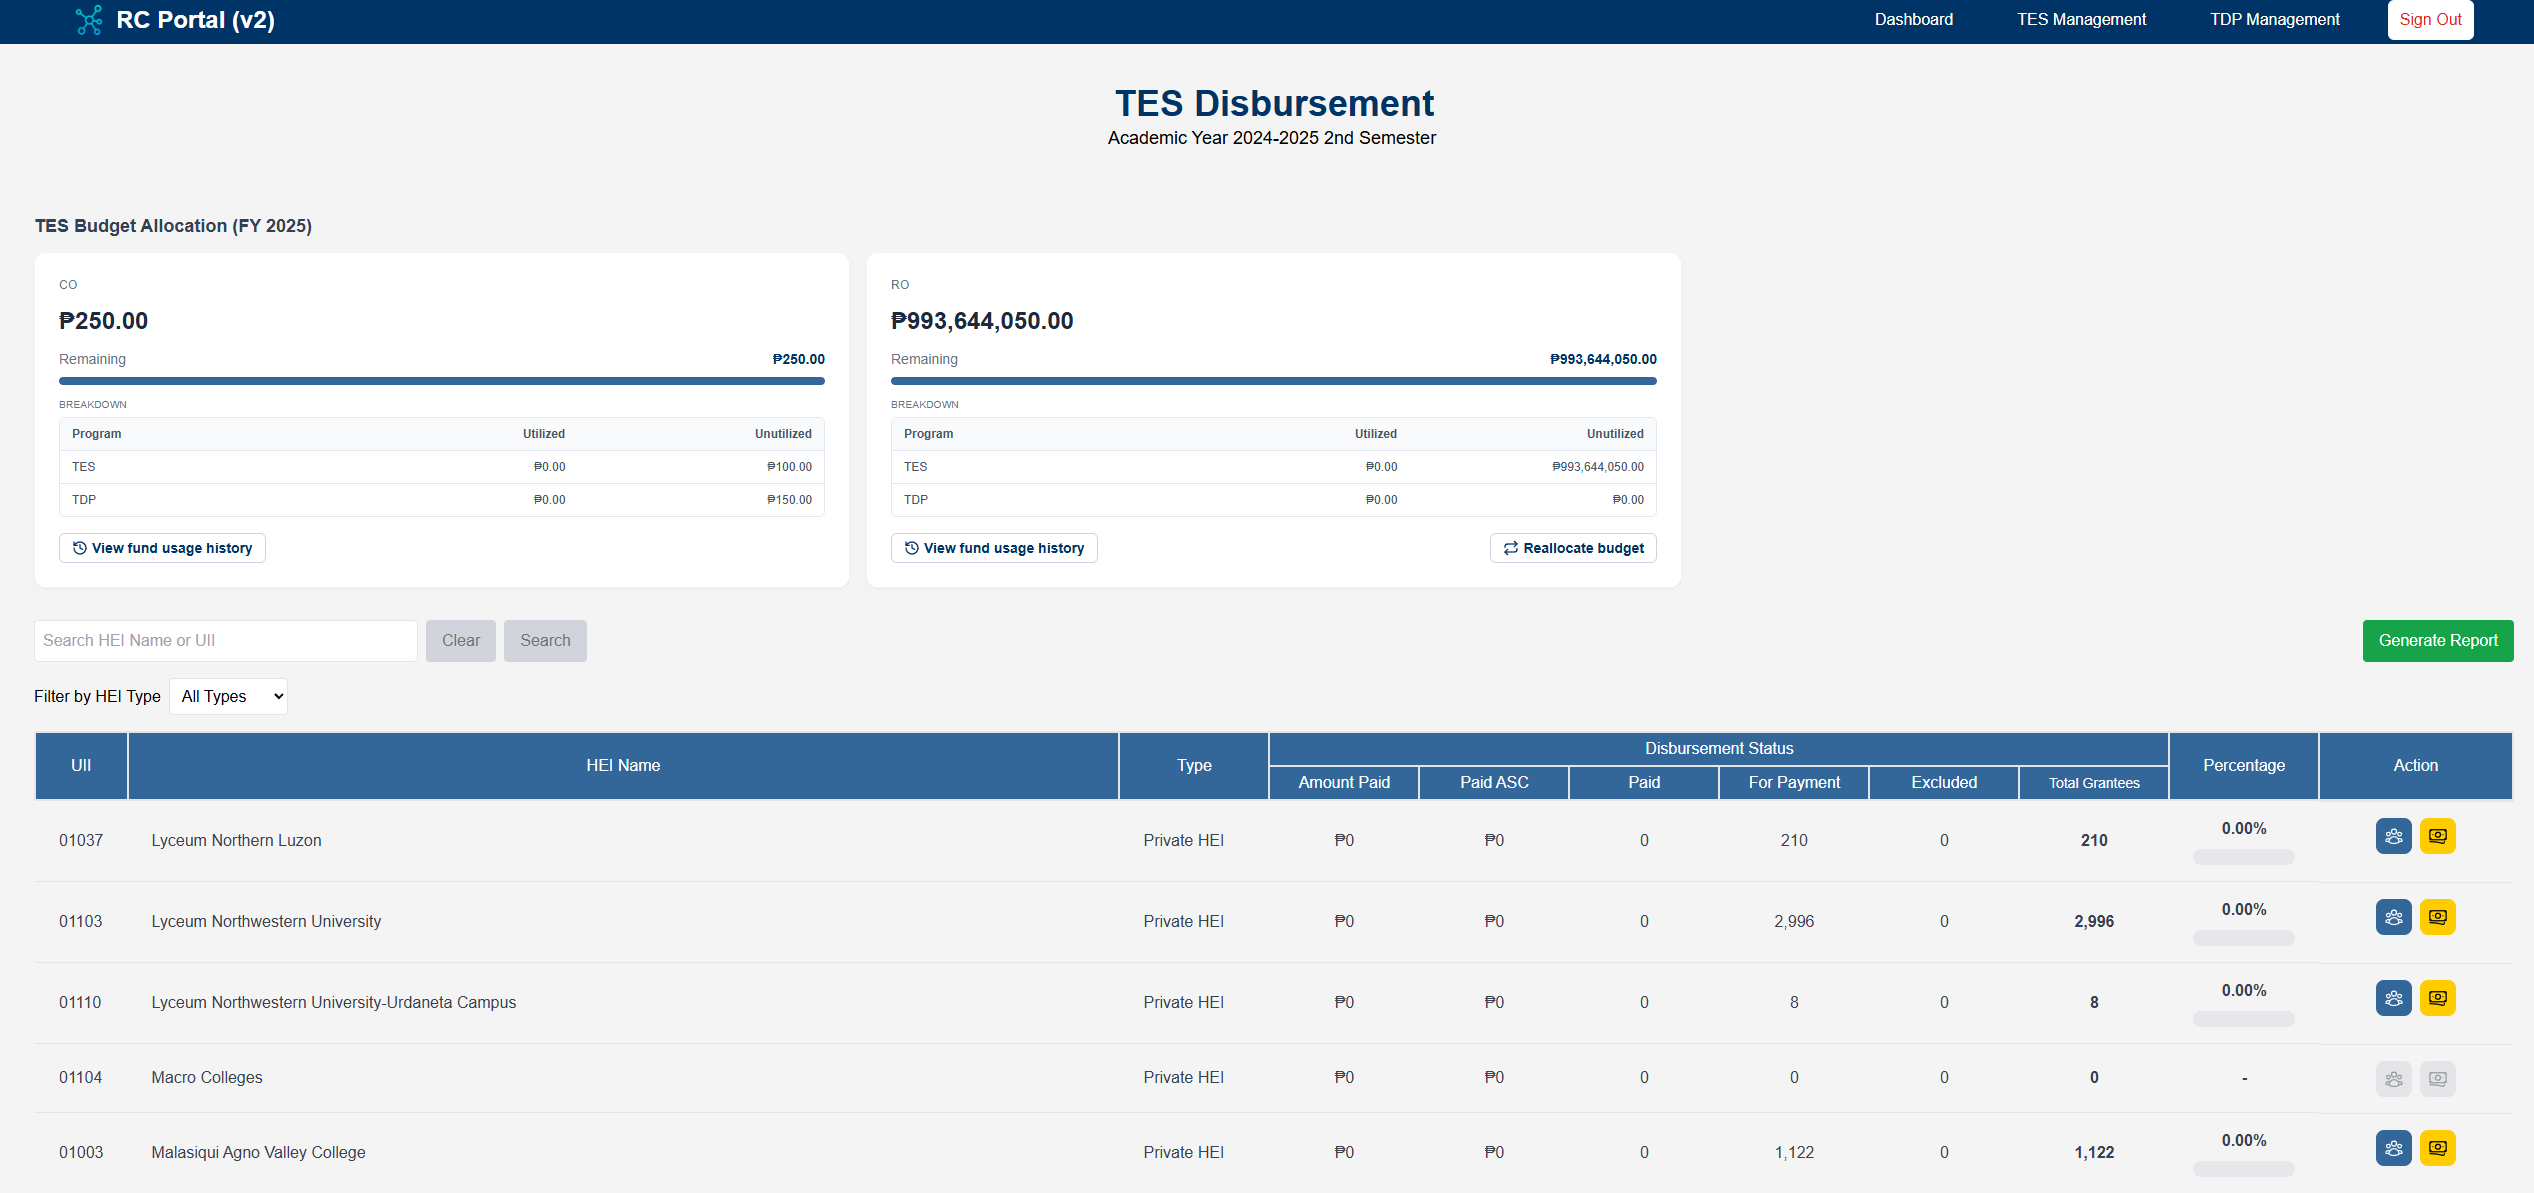 RC Portal (v2)
Dashboard TES Management TDP Management Sign Out
TES Disbursement
Academic Year 2024-2025 2nd Semester
TES Budget Allocation (FY 2025)
CO
₱250.00
Remaining ₱250.00
BREAKDOWN
Program Utilized Unutilized
TES ₱0.00 ₱100.00
TDP ₱0.00 ₱150.00
View fund usage history
RO
₱993,644,050.00
Remaining ₱993,644,050.00
BREAKDOWN
Program Utilized Unutilized
TES ₱0.00 ₱993,644,050.00
TDP ₱0.00 ₱0.00
View fund usage history Reallocate budget
Search HEI Name or UII Clear Search Generate Report
Filter by HEI Type All Types
UII HEI Name Type Disbursement Status Percentage Action
Amount Paid Paid ASC Paid For Payment Excluded Total Grantees
01037 Lyceum Northern Luzon Private HEI ₱0 ₱0 0 210 0 210 0.00%
01103 Lyceum Northwestern University Private HEI ₱0 ₱0 0 2,996 0 2,996 0.00%
01110 Lyceum Northwestern University-Urdaneta Campus Private HEI ₱0 ₱0 0 8 0 8 0.00%
01104 Macro Colleges Private HEI ₱0 ₱0 0 0 0 0 -
01003 Malasiqui Agno Valley College Private HEI ₱0 ₱0 0 1,122 0 1,122 0.00%